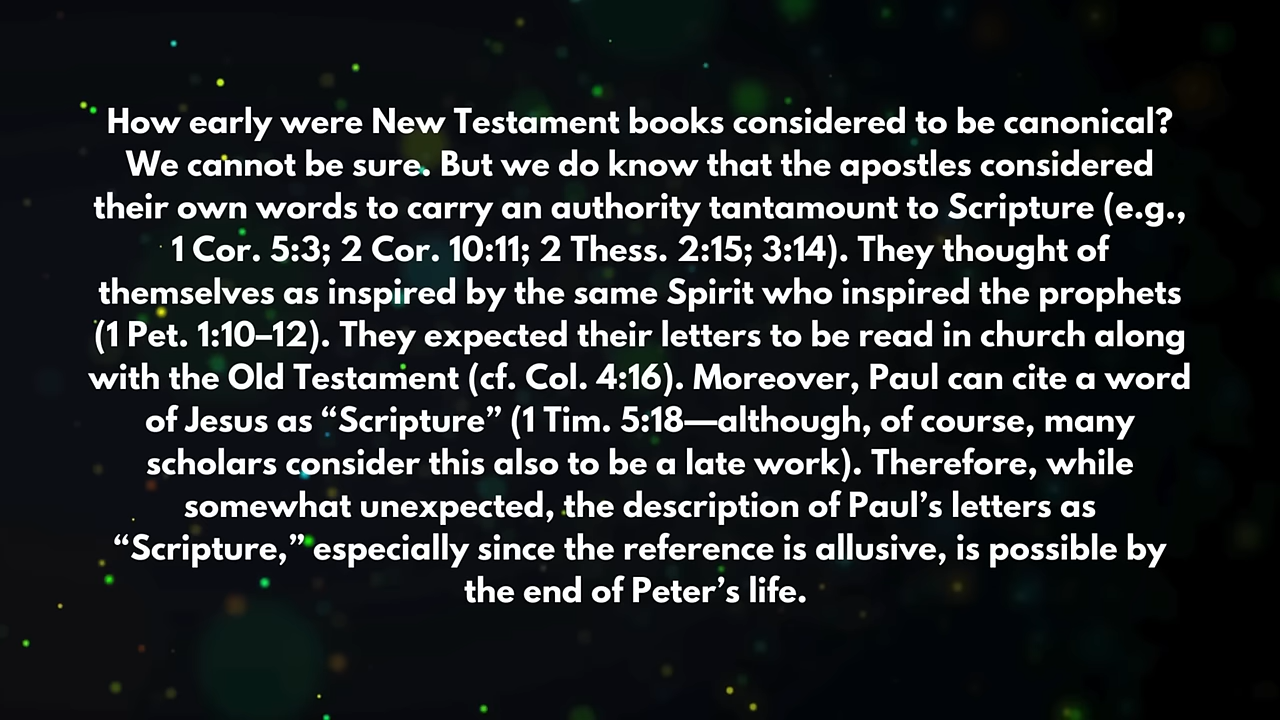 How early were New Testament books considered to be canonical?
We cannot be sure. But we do know that the apostles considered
their own words to carry an authority tantamount to Scripture (e.g.,
1 Cor. 5:3; 2 Cor. 10:11; 2 Thess. 2:15; 3:14). They thought of
themselves as inspired by the same Spirit who inspired the prophets
(1 Pet. 1:10–12). They expected their letters to be read in church along
with the Old Testament (cf. Col. 4:16). Moreover, Paul can cite a word
of Jesus as “Scripture” (1 Tim. 5:18—although, of course, many
scholars consider this also to be a late work). Therefore, while
somewhat unexpected, the description of Paul’s letters as
“Scripture,” especially since the reference is allusive, is possible by
the end of Peter’s life.